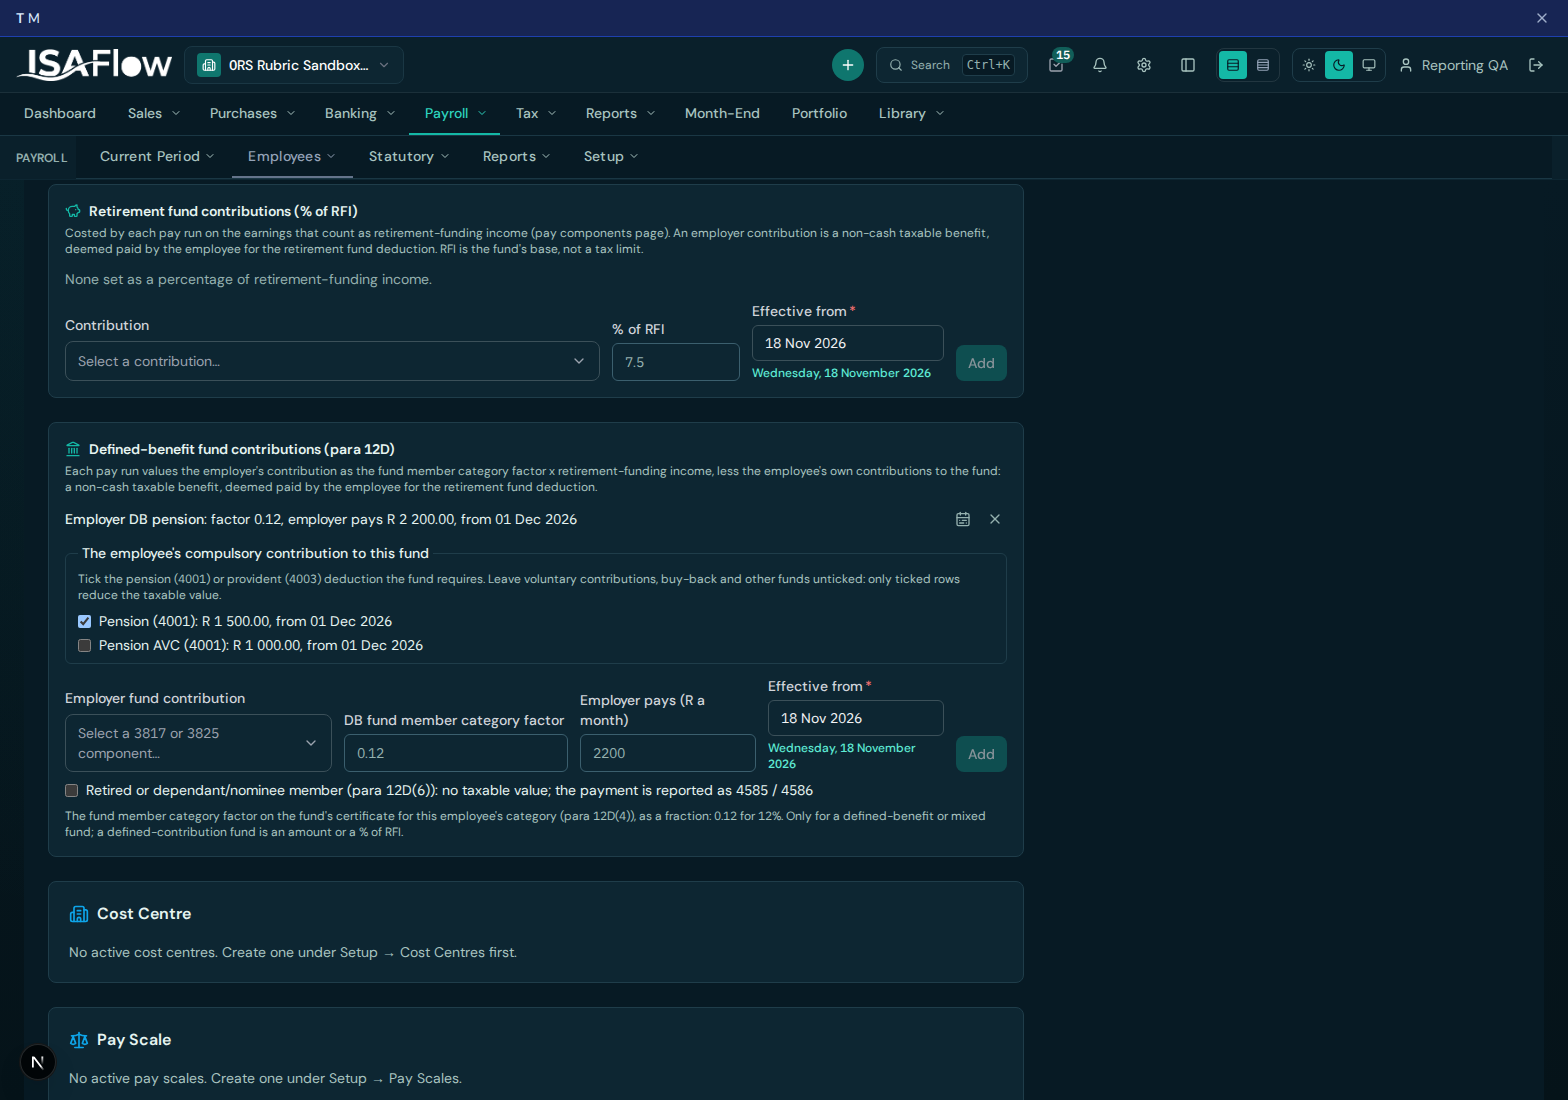 T M
ISAFlow
0RS Rubric Sandbox...
Search Ctrl+K
15
Reporting QA
Dashboard Sales Purchases Banking Payroll Tax Reports Month-End Portfolio Library
PAYROLL Current Period Employees Statutory Reports Setup
Retirement fund contributions (% of RFI)
Costed by each pay run on the earnings that count as retirement-funding income (pay components page). An employer contribution is a non-cash taxable benefit,
deemed paid by the employee for the retirement fund deduction. RFI is the fund's base, not a tax limit.
None set as a percentage of retirement-funding income.
Contribution
Select a contribution...
% of RFI
7.5
Effective from *
18 Nov 2026
Wednesday, 18 November 2026
Add
Defined-benefit fund contributions (para 12D)
Each pay run values the employer's contribution as the fund member category factor x retirement-funding income, less the employee's own contributions to the fund:
a non-cash taxable benefit, deemed paid by the employee for the retirement fund deduction.
Employer DB pension: factor 0.12, employer pays R 2 200.00, from 01 Dec 2026
The employee's compulsory contribution to this fund
Tick the pension (4001) or provident (4003) deduction the fund requires. Leave voluntary contributions, buy-back and other funds unticked: only ticked rows
reduce the taxable value.
Pension (4001): R 1 500.00, from 01 Dec 2026
Pension AVC (4001): R 1 000.00, from 01 Dec 2026
Employer fund contribution
Select a 3817 or 3825
component...
DB fund member category factor
0.12
Employer pays (R a
month)
2200
Effective from *
18 Nov 2026
Wednesday, 18 November
2026
Add
Retired or dependant/nominee member (para 12D(6)): no taxable value; the payment is reported as 4585 / 4586
The fund member category factor on the fund's certificate for this employee's category (para 12D(4)), as a fraction: 0.12 for 12%. Only for a defined-benefit or mixed
fund; a defined-contribution fund is an amount or a % of RFI.
Cost Centre
No active cost centres. Create one under Setup → Cost Centres first.
Pay Scale
No active pay scales. Create one under Setup → Pay Scales.
N